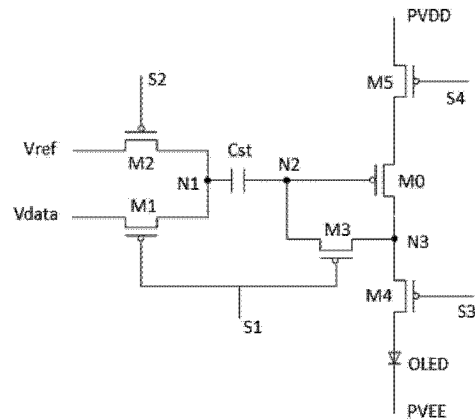 PVDD
S2
M5
S4
Vref
M2
Cst
N1
N2
M0
Vdata
M1
M3
N3
M4
S1
S3
OLED
PVEE